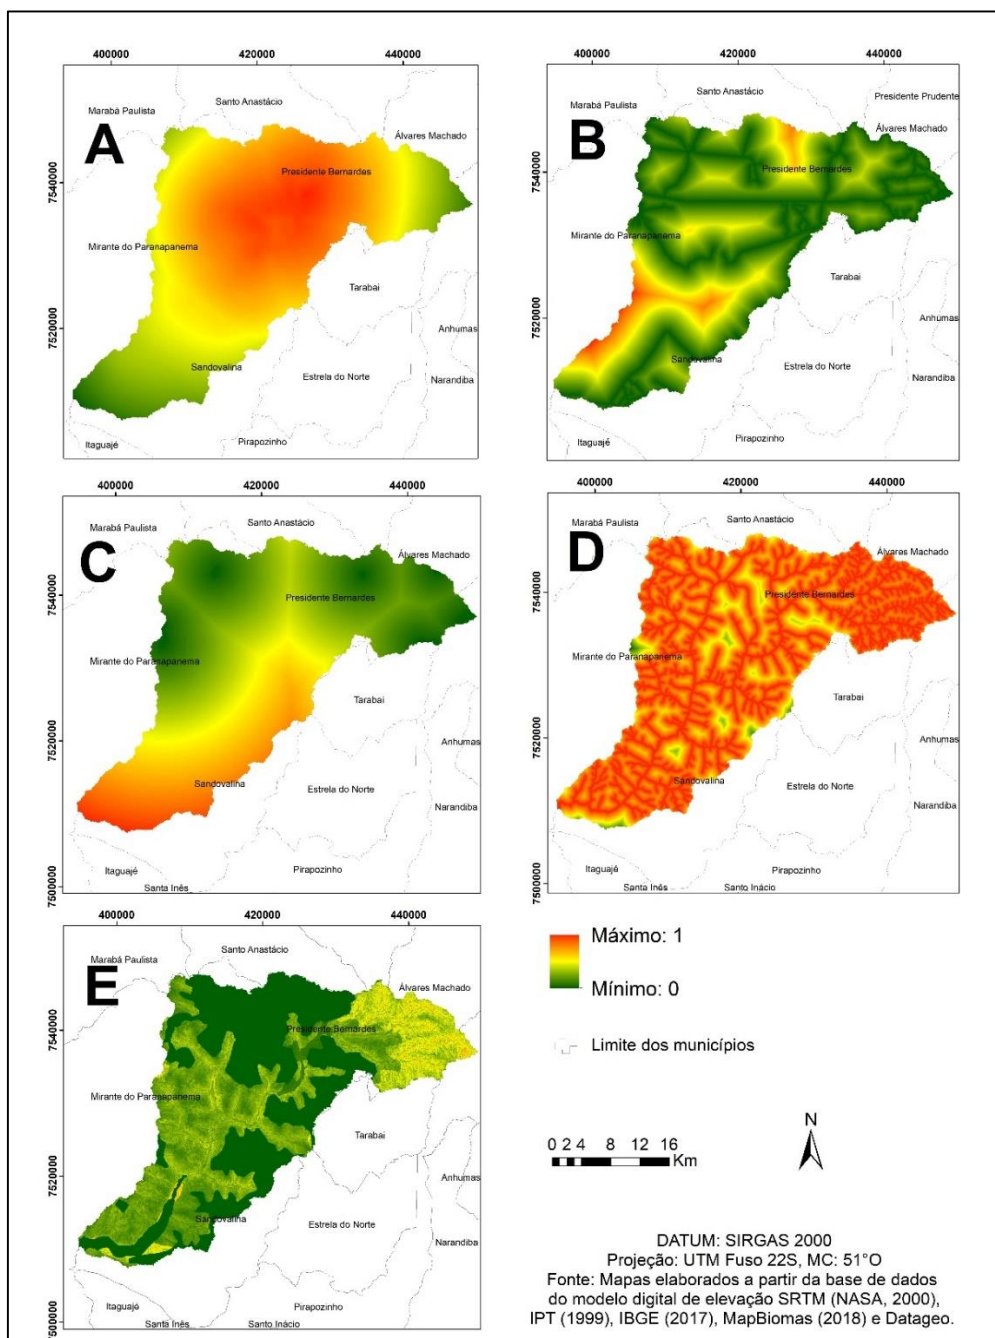 400000 420000 440000
400000 420000 440000
Marabá Paulista
Santo Anastácio
Álvares Machado
A
Presidente Bernardes
7540000
Mirante do Paranapanema
Tarabai
7520000
Anhumas
Sandovalina
Estrela do Norte
Narandiba
Itaguajé
Pirapozinho
Marabá Paulista
Santo Anastácio
Presidente Prudente
Álvares Machado
B
Presidente Bernardes
7540000
Mirante do Paranapanema
Tarabai
7520000
Anhumas
Sandovalina
Estrela do Norte
Narandiba
Itaguajé
Pirapozinho
400000 420000 440000
400000 420000 440000
Marabá Paulista
Santo Anastácio
Álvares Machado
C
Presidente Bernardes
7540000
Mirante do Paranapanema
Tarabai
7520000
Anhumas
Sandovalina
Estrela do Norte
Narandiba
Itaguajé
Pirapozinho
7500000
Santa Inês
Marabá Paulista
Santo Anastácio
Álvares Machado
D
Presidente Bernardes
7540000
Mirante do Paranapanema
Tarabai
7520000
Anhumas
Sandovalina
Estrela do Norte
Narandiba
Itaguajé
Pirapozinho
7500000
Santa Inês
Santo Inácio
400000 420000 440000
Marabá Paulista
Santo Anastácio
Álvares Machado
E
Presidente Bernardes
7540000
Mirante do Paranapanema
Tarabai
7520000
Anhumas
Sandovalina
Estrela do Norte
Narandiba
Itaguajé
Pirapozinho
7500000
Santa Inês
Santo Inácio
Máximo: 1
Mínimo: 0
Limite dos municípios
N
0 2 4 8 12 16
Km
DATUM: SIRGAS 2000
Projeção: UTM Fuso 22S, MC: 51°O
Fonte: Mapas elaborados a partir da base de dados
do modelo digital de elevação SRTM (NASA, 2000),
IPT (1999), IBGE (2017), MapBiomas (2018) e Datageo.